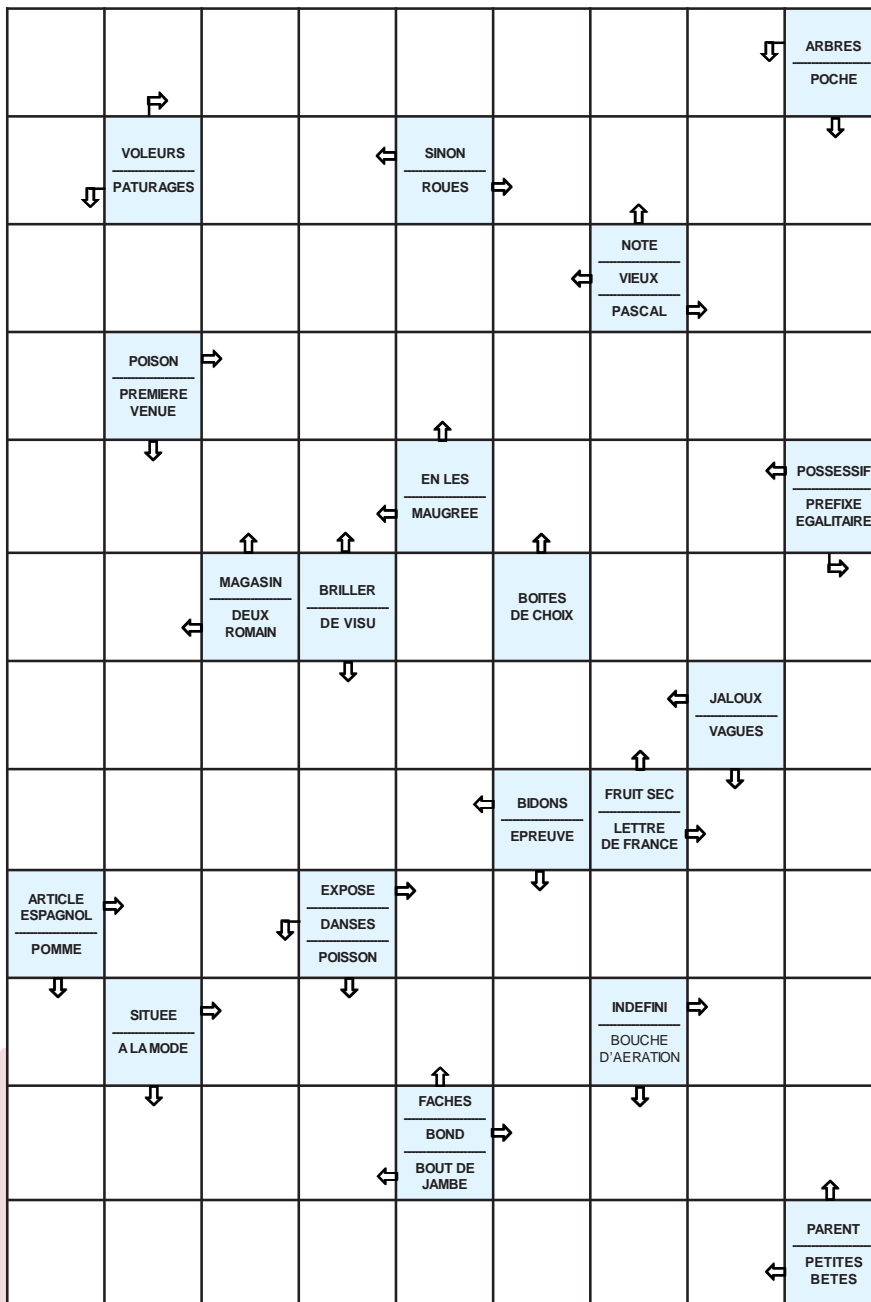 ARBRES
POCHE
VOLEURS
PATURAGES
SINON
ROUES
NOTE
VIEUX
PASCAL
POISON
PREMIERE
VENUE
EN LES
MAUGREE
POSSESSIF
PREFIXE
EGALITAIRE
MAGASIN
DEUX
ROMAIN
BRILLER
DE VISU
BOITES
DE CHOIX
JALOUX
VAGUES
BIDONS
EPREUVE
FRUIT SEC
LETTRE
DE FRANCE
ARTICLE
ESPAGNOL
POMME
EXPOSE
DANSES
POISSON
SITUEE
A LA MODE
INDEFINI
BOUCHE
D'AERATION
FACHES
BOND
BOUT DE
JAMBE
PARENT
PETITES
BETES